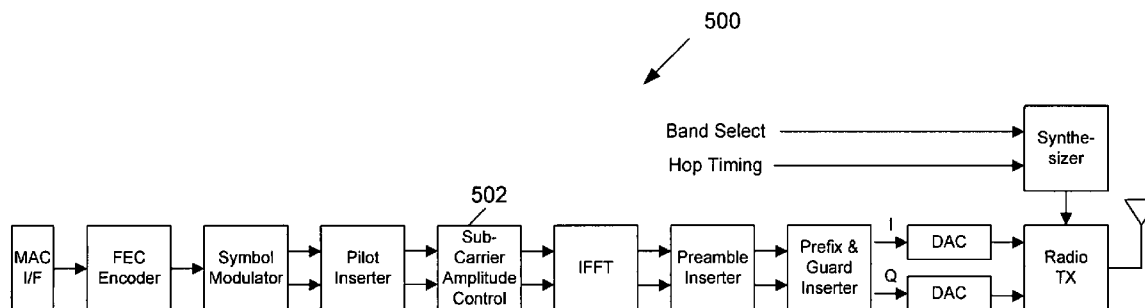 500
Band Select
Hop Timing
Synthe-
sizer
502
MAC
I/F
FEC
Encoder
Symbol
Modulator
Pilot
Inserter
Sub-
Carrier
Amplitude
Control
IFFT
Preamble
Inserter
Prefix &
Guard
Inserter
I
Q
DAC
DAC
Radio
TX